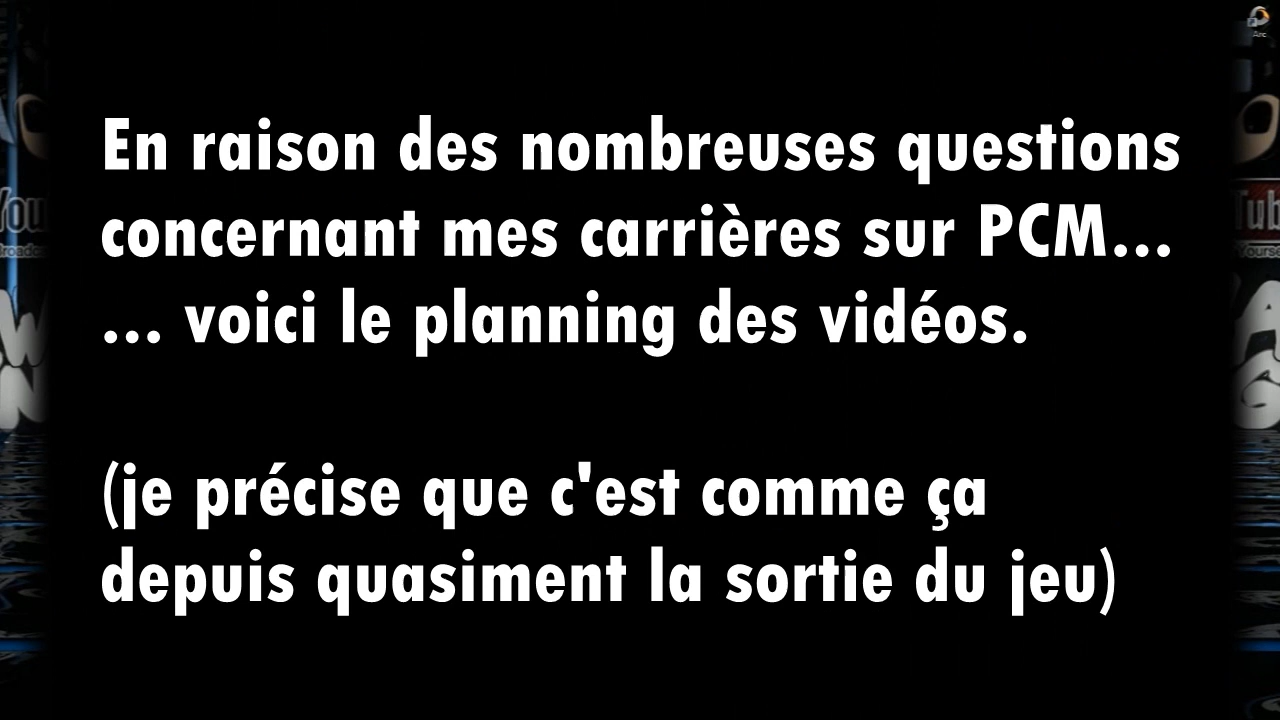 En raison des nombreuses questions
concernant mes carrières sur PCM...
... voici le planning des vidéos.
(je précise que c'est comme ça
depuis quasiment la sortie du jeu)
Arc